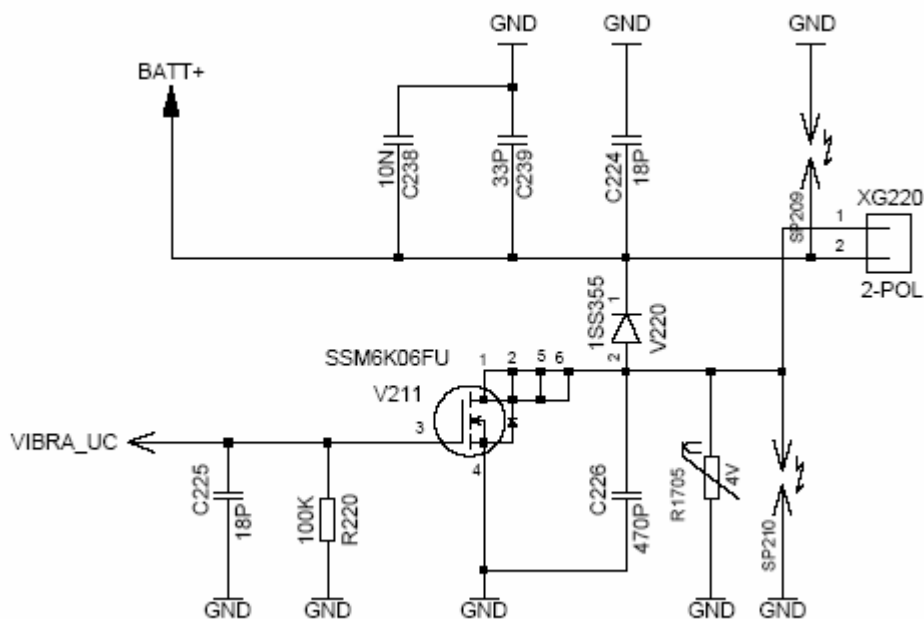 GND GND GND
BATT+
10N C238
33P C239
C224 18P
SP209
XG220
1
2
2-POL
1SS355 1 2 V220
SSM6K06FU
V211
1 2 5 6
3
4
VIBRA_UC
C225 18P
100K R220
C226 470P
R1705 4V
SP210
GND GND GND GND GND